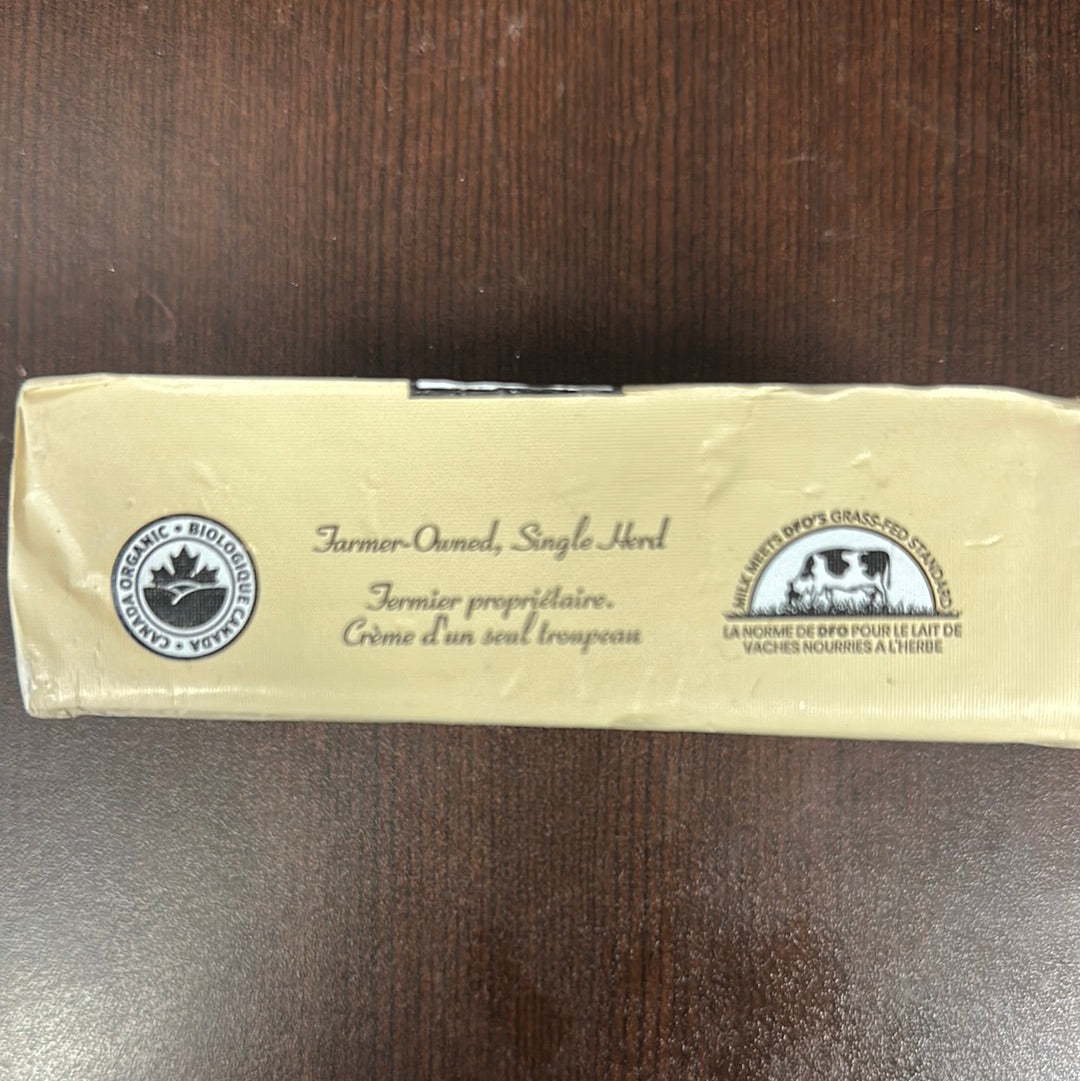 CANADA ORGANIC • BIOLOGIQUE CANADA •
Farmer-Owned, Single Herd
Fermier propriétaire.
Crème d'un seul troupeau
MILK MEETS DFO'S GRASS-FED STANDARD
LA NORME DE DFO POUR LE LAIT DE
VACHES NOURRIES A L'HERBE